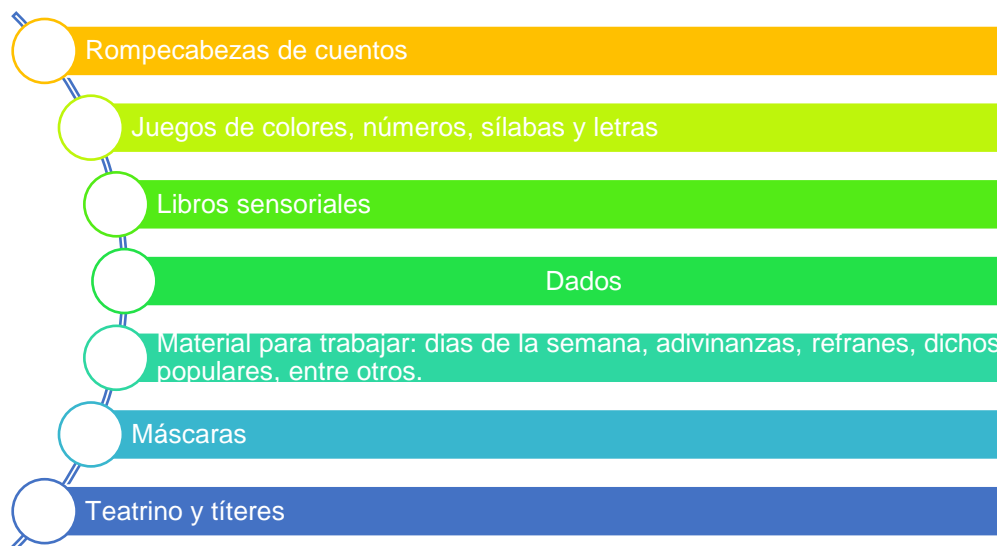 Rompecabezas de cuentos
Juegos de colores, números, sílabas y letras
Libros sensoriales
Dados
Material para trabajar: dias de la semana, adivinanzas, refranes, dichos
populares, entre otros.
Máscaras
Teatrino y títeres